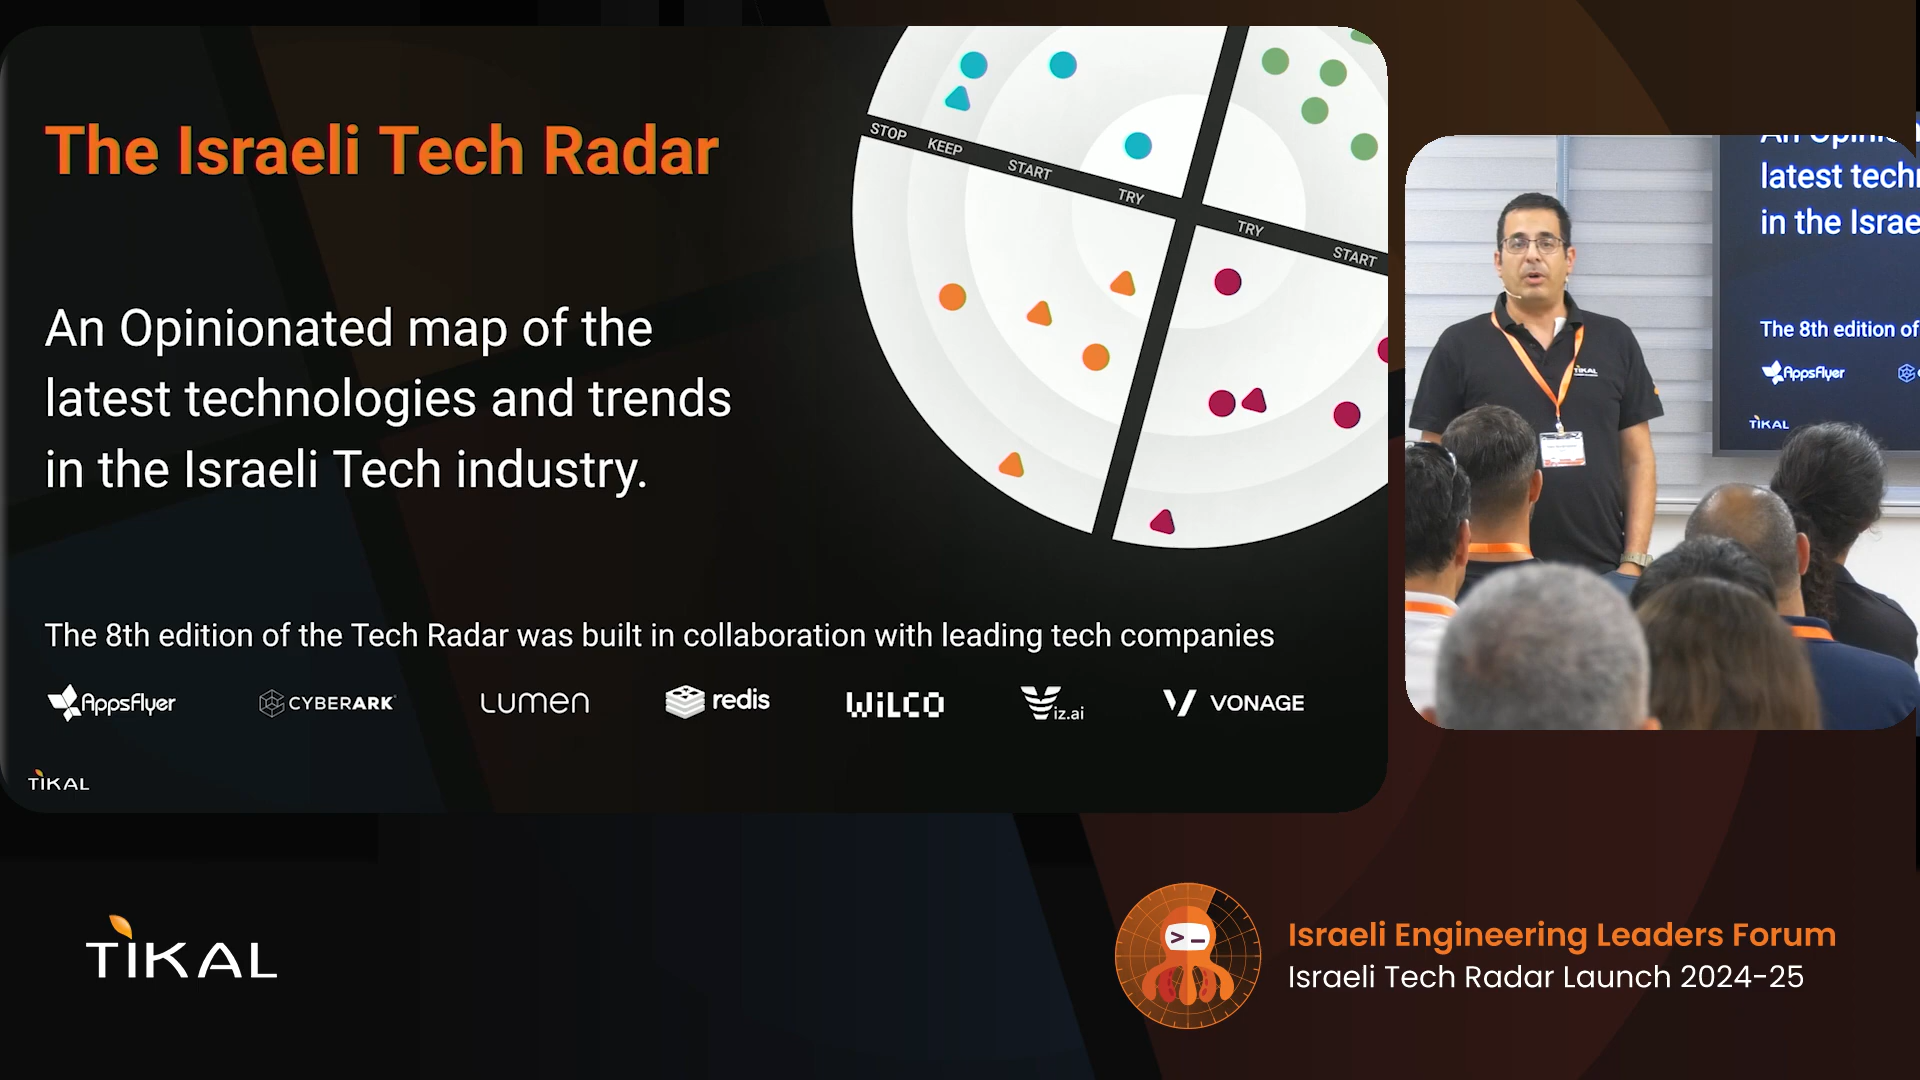 The Israeli Tech Radar
An Opinionated map of the
latest technologies and trends
in the Israeli Tech industry.
STOP KEEP START TRY
TRY START
The 8th edition of the Tech Radar was built in collaboration with leading tech companies
AppsFlyer CYBERARK LUMEN redis WiLCO Viz.ai VONAGE
TIKAL
latest techn
in the Israe
The 8th edition of
AppsFlyer
TIKAL
TIKAL
TIKAL
>_
Israeli Engineering Leaders Forum
Israeli Tech Radar Launch 2024-25